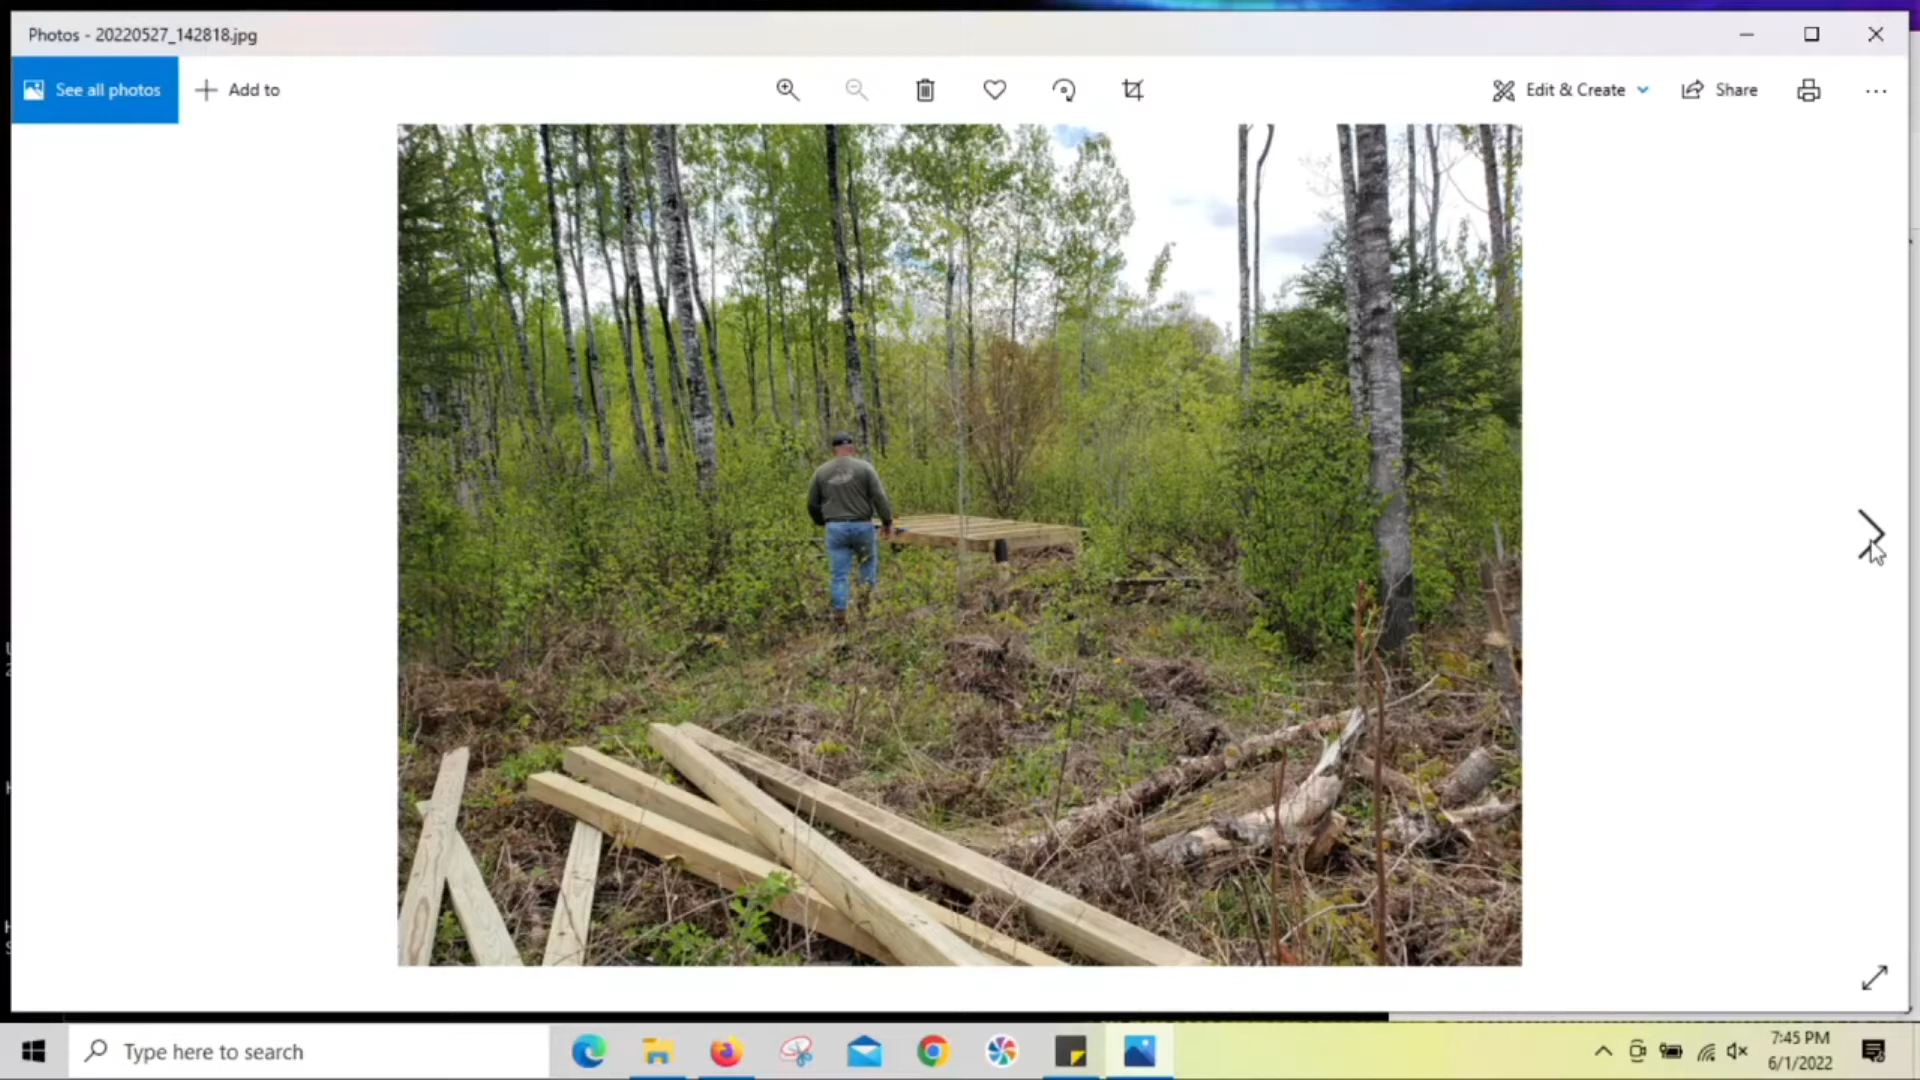 Photos - 20220527_142818.jpg
See all photos
Add to
Edit & Create
Share
Type here to search
7:45 PM
6/1/2022